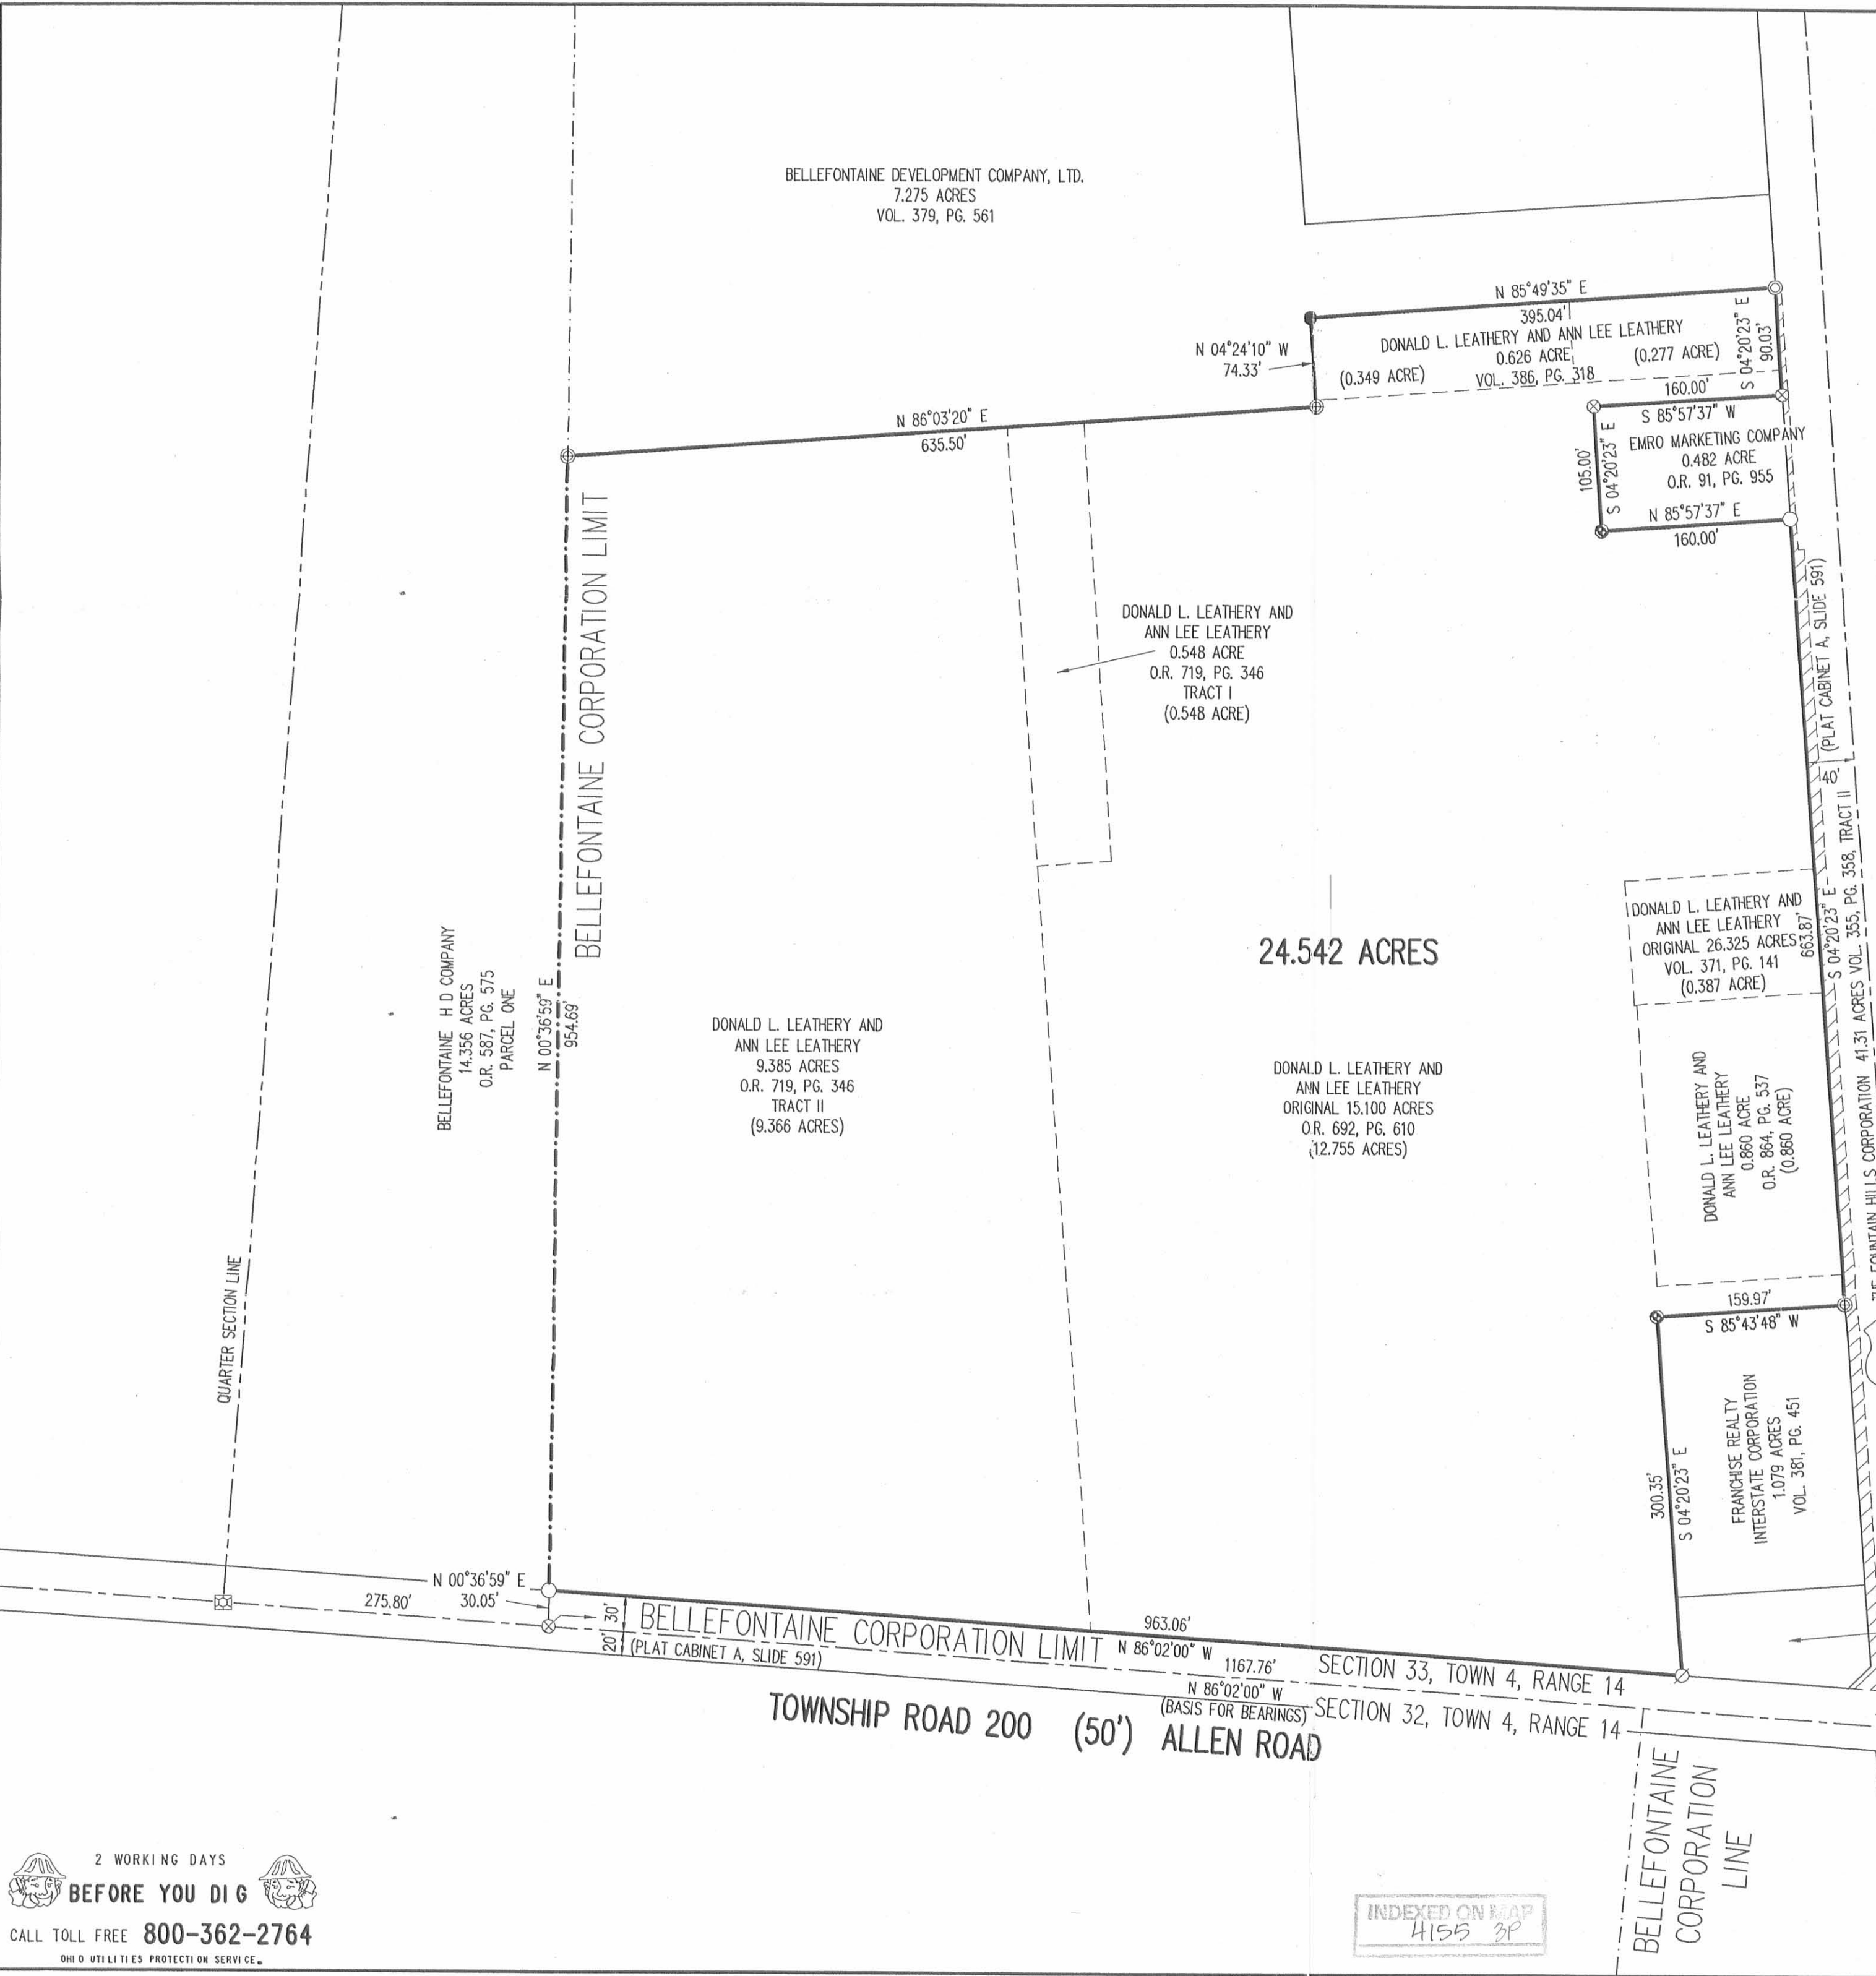 BELLEFONTAINE DEVELOPMENT COMPANY, LTD.
7.275 ACRES
VOL. 379, PG. 561
N 85°49'35" E
395.04'
N 04°24'10" W
74.33'
DONALD L. LEATHERY AND ANN LEE LEATHERY
0.626 ACRE
(0.349 ACRE)
(0.277 ACRE)
VOL. 386, PG. 318
S 04°20'23" E
90.03'
160.00'
S 85°57'37" W
EMRO MARKETING COMPANY
0.482 ACRE
O.R. 91, PG. 955
105.00'
S 04°20'23" E
N 85°57'37" E
160.00'
N 86°03'20" E
635.50'
BELLEFONTAINE CORPORATION LIMIT
DONALD L. LEATHERY AND
ANN LEE LEATHERY
0.548 ACRE
O.R. 719, PG. 346
TRACT I
(0.548 ACRE)
(PLAT CABINET A, SLIDE 591)
40'
24.542 ACRES
DONALD L. LEATHERY AND
ANN LEE LEATHERY
ORIGINAL 26.325 ACRES
VOL. 371, PG. 141
(0.387 ACRE)
663.87'
S 04°20'23" E
41.31 ACRES VOL. 355, PG. 358, TRACT II
FOUNTAIN HILLS CORPORATION
BELLEFONTAINE H D COMPANY
14.356 ACRES
O.R. 587, PG. 575
PARCEL ONE
N 00°36'59" E
954.69'
DONALD L. LEATHERY AND
ANN LEE LEATHERY
9.385 ACRES
O.R. 719, PG. 346
TRACT II
(9.366 ACRES)
DONALD L. LEATHERY AND
ANN LEE LEATHERY
ORIGINAL 15.100 ACRES
O.R. 692, PG. 610
(12.755 ACRES)
DONALD L. LEATHERY AND
ANN LEE LEATHERY
0.860 ACRE
O.R. 864, PG. 537
(0.860 ACRE)
159.97'
S 85°43'48" W
QUARTER SECTION LINE
300.35'
S 04°20'23" E
FRANCHISE REALTY
INTERSTATE CORPORATION
1.079 ACRES
VOL. 381, PG. 451
N 00°36'59" E
30.05'
275.80'
30'
20'
BELLEFONTAINE CORPORATION LIMIT
(PLAT CABINET A, SLIDE 591)
963.06'
N 86°02'00" W
1167.76'
N 86°02'00" W
(BASIS FOR BEARINGS)
SECTION 33, TOWN 4, RANGE 14
SECTION 32, TOWN 4, RANGE 14
TOWNSHIP ROAD 200 (50') ALLEN ROAD
BELLEFONTAINE
CORPORATION
LINE
2 WORKING DAYS
BEFORE YOU DIG
CALL TOLL FREE 800-362-2764
OHIO UTILITIES PROTECTION SERVICE.
INDEXED ON MAP
4155 3P